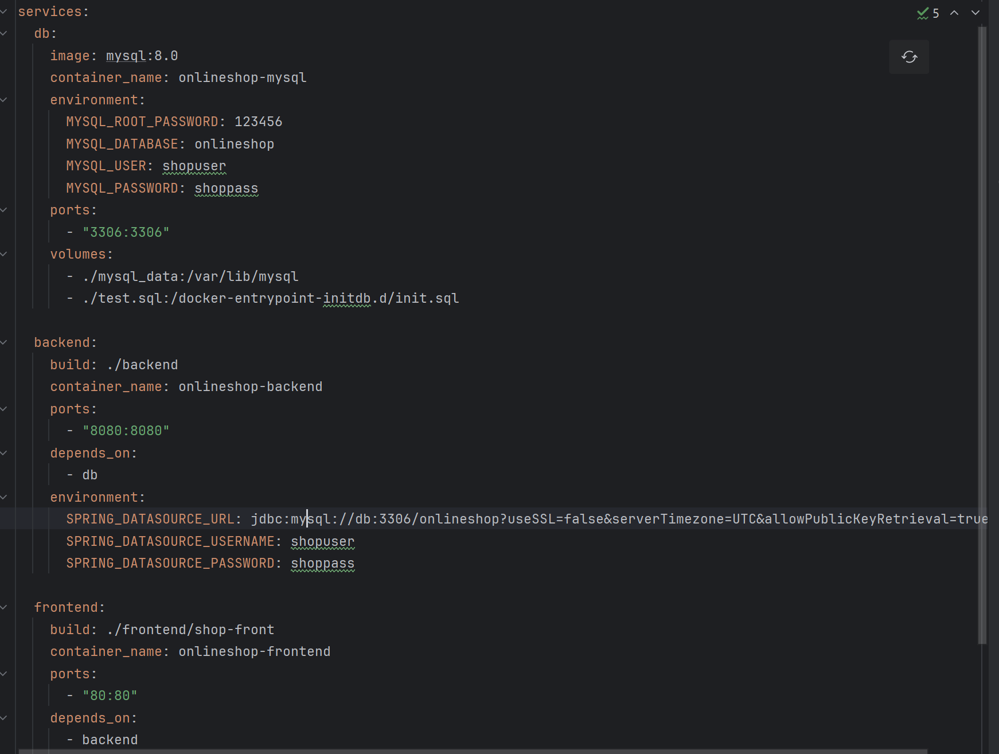 services:
5
db:
image: mysql:8.0
container_name: onlineshop-mysql
environment:
MYSQL_ROOT_PASSWORD: 123456
MYSQL_DATABASE: onlineshop
MYSQL_USER: shopuser
MYSQL_PASSWORD: shoppass
ports:
- "3306:3306"
volumes:
- ./mysql_data:/var/lib/mysql
- ./test.sql:/docker-entrypoint-initdb.d/init.sql
backend:
build: ./backend
container_name: onlineshop-backend
ports:
- "8080:8080"
depends_on:
- db
environment:
SPRING_DATASOURCE_URL: jdbc:mysql://db:3306/onlineshop?useSSL=false&serverTimezone=UTC&allowPublicKeyRetrieval=true
SPRING_DATASOURCE_USERNAME: shopuser
SPRING_DATASOURCE_PASSWORD: shoppass
frontend:
build: ./frontend/shop-front
container_name: onlineshop-frontend
ports:
- "80:80"
depends_on:
- backend